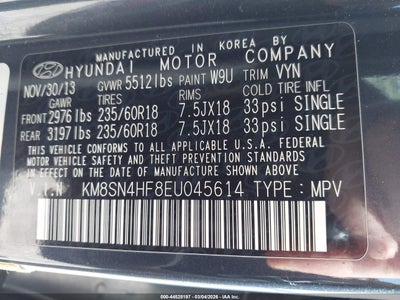 MANUFACTURED IN KOREA BY
HYUNDAI MOTOR COMPANY
NOV/30/13 GVWR 5512lbs PAINT W9U TRIM VYN
GAWR TIRES RIMS COLD TIRE INFL
FRONT 2976lbs 235/60R18 7.5JX18 33psi SINGLE
REAR 3197lbs 235/60R18 7.5JX18 33psi SINGLE
THIS VEHICLE CONFORMS TO ALL APPLICABLE U.S.A. FEDERAL
MOTOR VEHICLE SAFETY AND THEFT PREVENTION STANDARDS
IN EFFECT ON THE DATE OF MANUFACTURE SHOWN ABOVE.
V.I.N KM8SN4HF8EU045614 TYPE : MPV
000-44528197 - 03/04/2026 - IAA Inc.